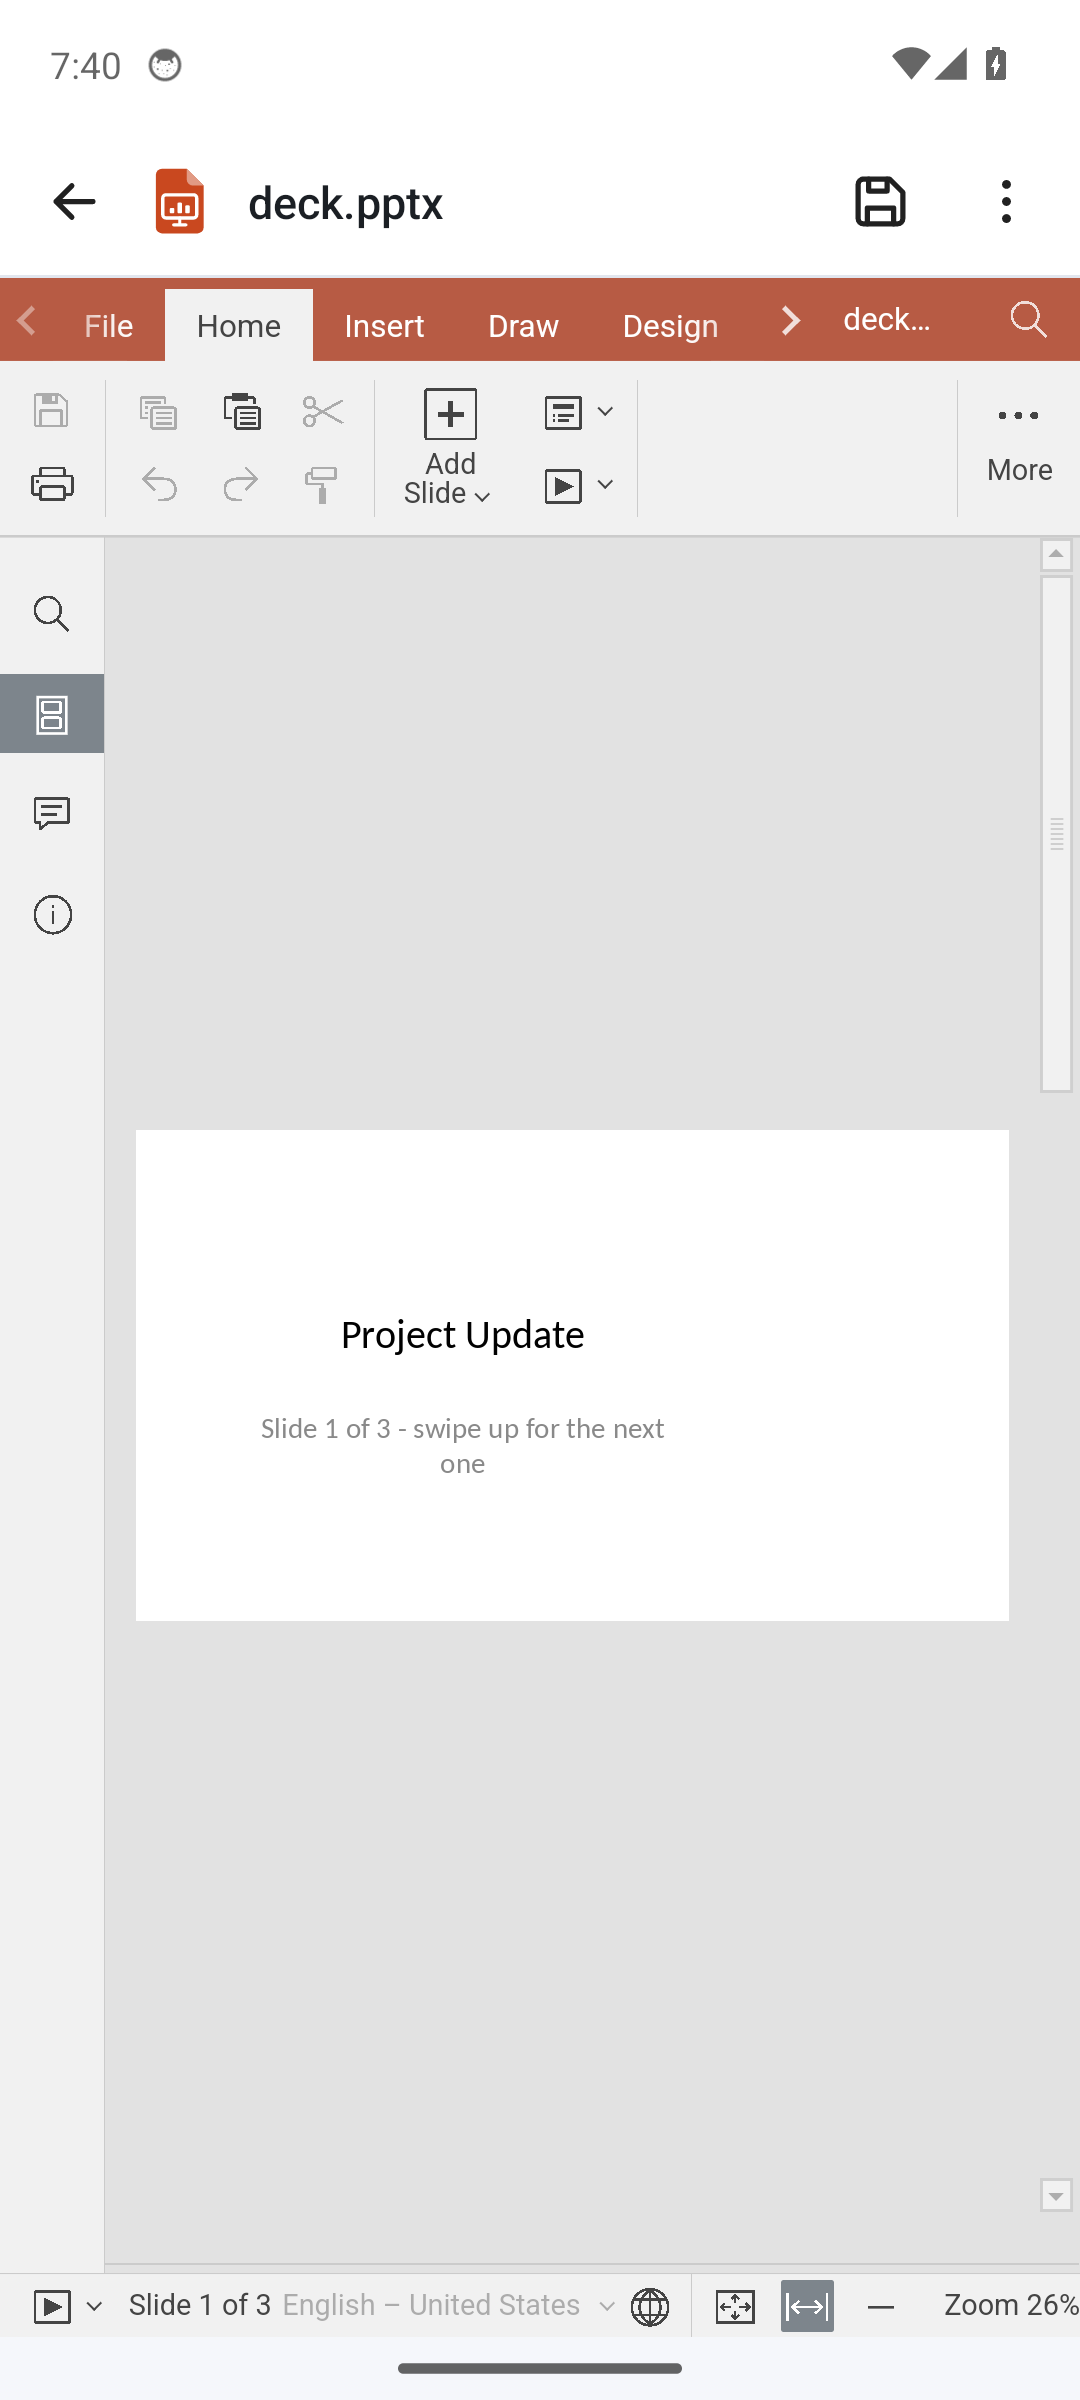 7:40
deck.pptx
File
Home
Insert
Draw
Design
deck...
Add
Slide
More
Project Update
Slide 1 of 3 - swipe up for the next
one
Slide 1 of 3
English – United States
Zoom 26%